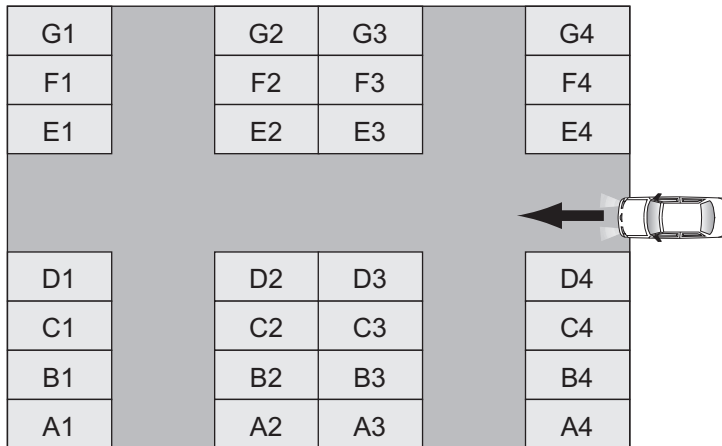 G1 G2 G3 G4
F1 F2 F3 F4
E1 E2 E3 E4
D1 D2 D3 D4
C1 C2 C3 C4
B1 B2 B3 B4
A1 A2 A3 A4